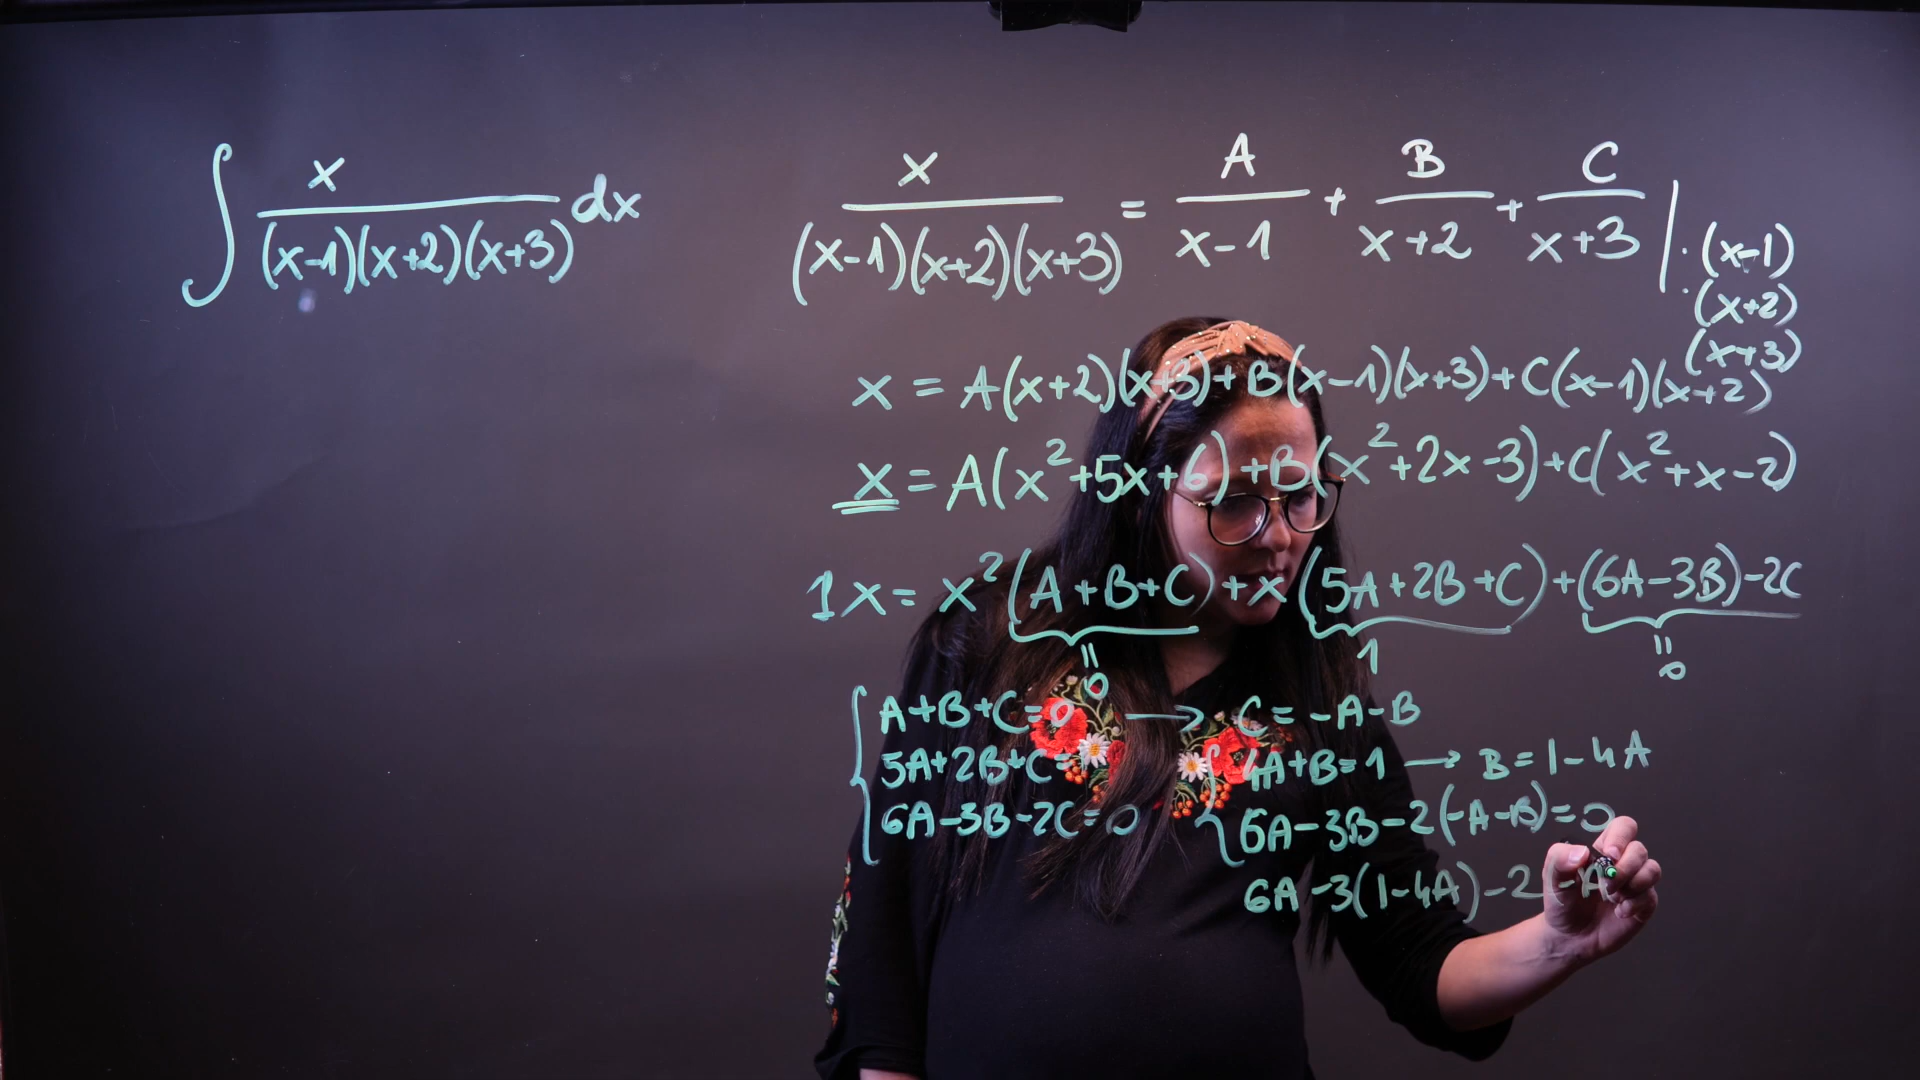 ∫ x / (x-1)(x+2)(x+3) dx
x / (x-1)(x+2)(x+3) = A / x-1 + B / x+2 + C / x+3 | · (x-1)
· (x+2)
(x+3)
x = A(x+2)(x+3)+B(x-1)(x+3)+C(x-1)(x+2)
x = A(x²+5x+6)+B(x²+2x-3)+C(x²+x-2)
1x = x²(A+B+C)+x(5A+2B+C)+(6A-3B)-2C
= 0
1
= 0
A+B+C=0 → C=-A-B
5A+2B+C=1
4A+B=1 → B=1-4A
6A-3B-2C=0
6A-3B-2(-A-B)=0
6A-3(1-4A)-2(-A